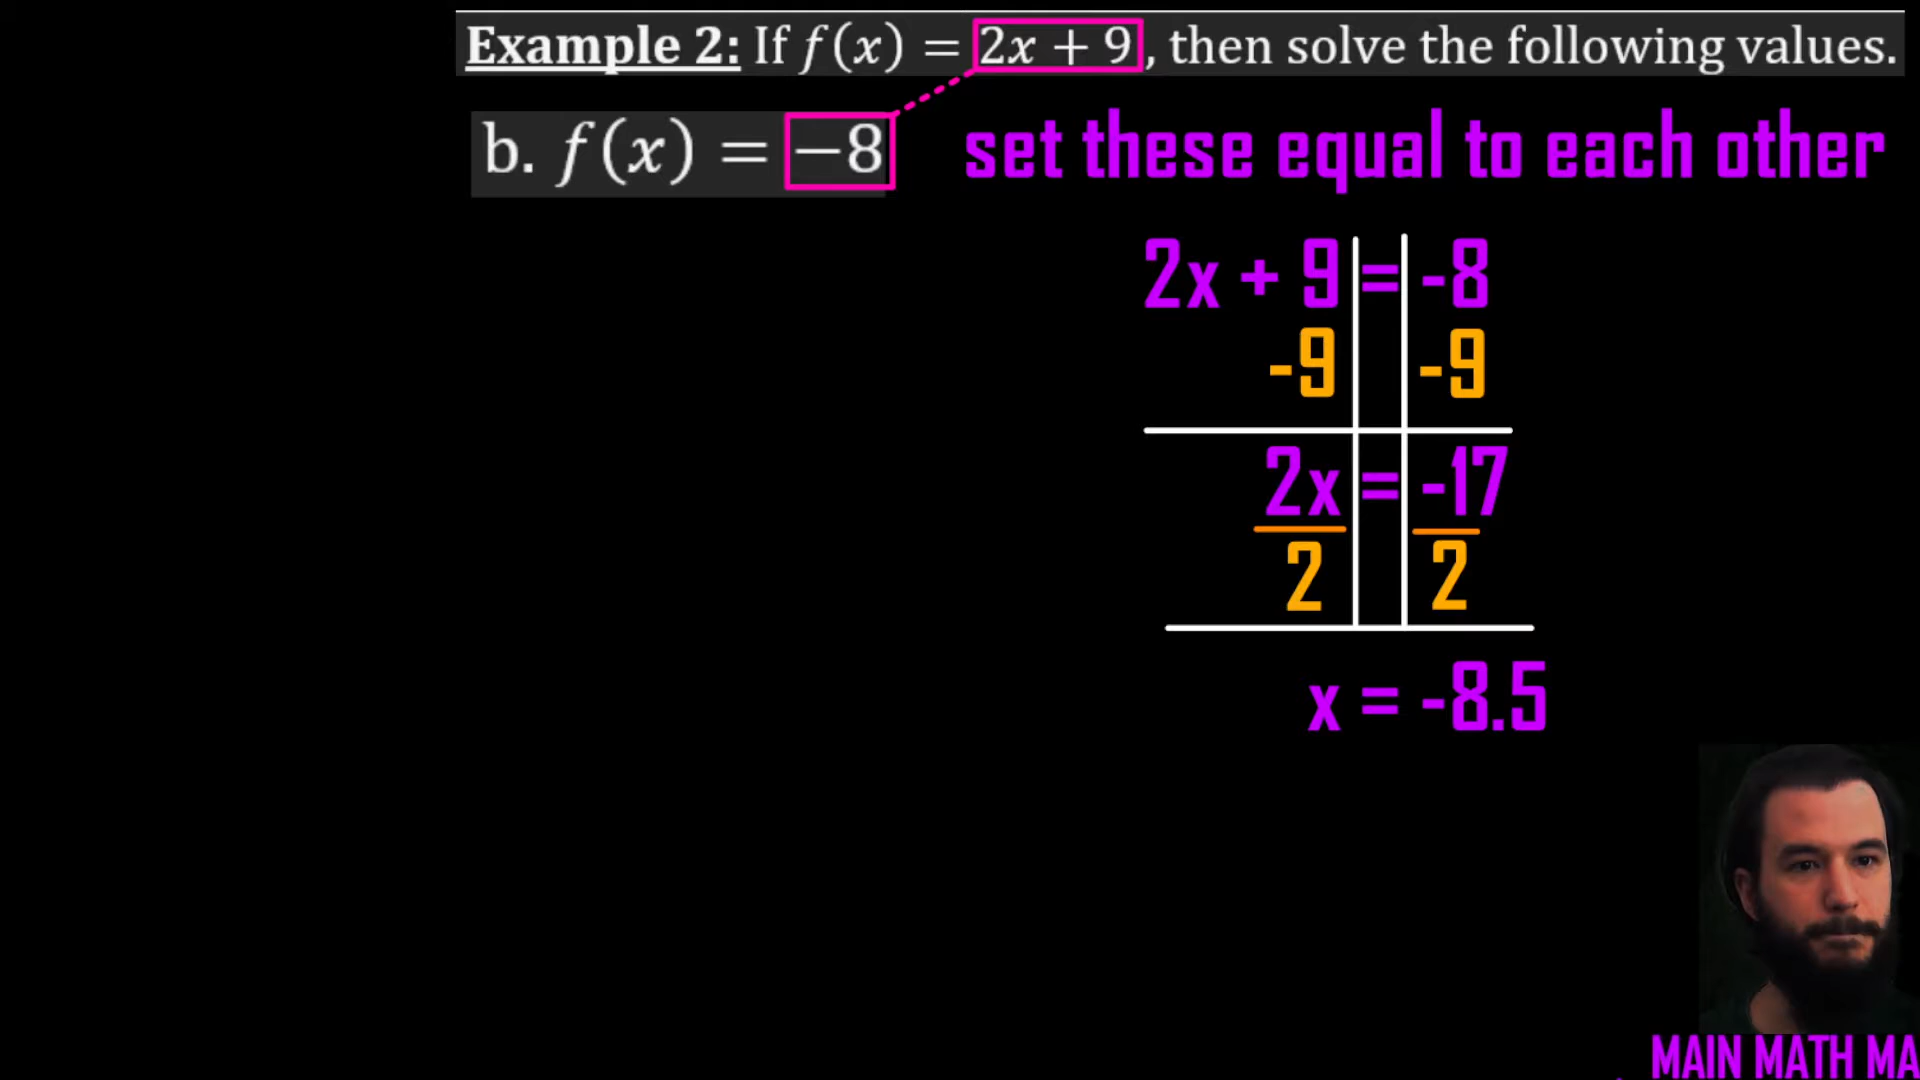 Example 2: If f(x) = 2x + 9, then solve the following values.
b. f(x) = −8
set these equal to each other
2x + 9 = -8
-9 -9
2x = -17
2 2
x = -8.5
MAIN MATH MA